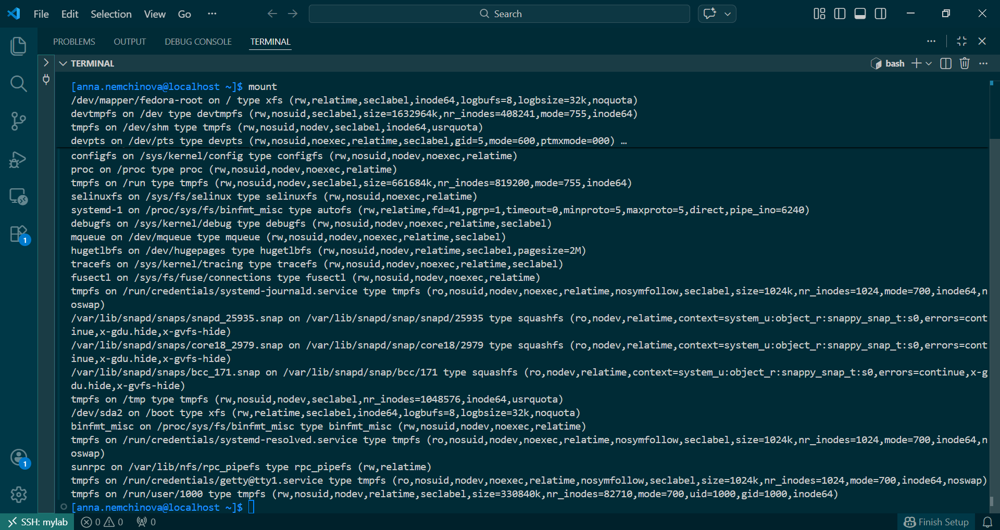 File Edit Selection View Go ··· Search
PROBLEMS OUTPUT DEBUG CONSOLE TERMINAL
TERMINAL bash
[anna.nemchinova@localhost ~]$ mount
/dev/mapper/fedora-root on / type xfs (rw,relatime,seclabel,inode64,logbufs=8,logbsize=32k,noquota)
devtmpfs on /dev type devtmpfs (rw,nosuid,seclabel,size=1632964k,nr_inodes=408241,mode=755,inode64)
tmpfs on /dev/shm type tmpfs (rw,nosuid,nodev,seclabel,inode64,usrquota)
devpts on /dev/pts type devpts (rw,nosuid,noexec,relatime,seclabel,gid=5,mode=600,ptmxmode=000) …
configfs on /sys/kernel/config type configfs (rw,nosuid,nodev,noexec,relatime)
proc on /proc type proc (rw,nosuid,nodev,noexec,relatime)
tmpfs on /run type tmpfs (rw,nosuid,nodev,seclabel,size=661684k,nr_inodes=819200,mode=755,inode64)
selinuxfs on /sys/fs/selinux type selinuxfs (rw,nosuid,noexec,relatime)
systemd-1 on /proc/sys/fs/binfmt_misc type autofs (rw,relatime,fd=41,pgrp=1,timeout=0,minproto=5,maxproto=5,direct,pipe_ino=6240)
debugfs on /sys/kernel/debug type debugfs (rw,nosuid,nodev,noexec,relatime,seclabel)
mqueue on /dev/mqueue type mqueue (rw,nosuid,nodev,noexec,relatime,seclabel)
hugetlbfs on /dev/hugepages type hugetlbfs (rw,nosuid,nodev,relatime,seclabel,pagesize=2M)
tracefs on /sys/kernel/tracing type tracefs (rw,nosuid,nodev,noexec,relatime,seclabel)
fusectl on /sys/fs/fuse/connections type fusectl (rw,nosuid,nodev,noexec,relatime)
tmpfs on /run/credentials/systemd-journald.service type tmpfs (ro,nosuid,nodev,noexec,relatime,nosymfollow,seclabel,size=1024k,nr_inodes=1024,mode=700,inode64,n
oswap)
/var/lib/snapd/snaps/snapd_25935.snap on /var/lib/snapd/snap/snapd/25935 type squashfs (ro,nodev,relatime,context=system_u:object_r:snappy_snap_t:s0,errors=cont
inue,x-gdu.hide,x-gvfs-hide)
/var/lib/snapd/snaps/core18_2979.snap on /var/lib/snapd/snap/core18/2979 type squashfs (ro,nodev,relatime,context=system_u:object_r:snappy_snap_t:s0,errors=cont
inue,x-gdu.hide,x-gvfs-hide)
/var/lib/snapd/snaps/bcc_171.snap on /var/lib/snapd/snap/bcc/171 type squashfs (ro,nodev,relatime,context=system_u:object_r:snappy_snap_t:s0,errors=continue,x-g
du.hide,x-gvfs-hide)
tmpfs on /tmp type tmpfs (rw,nosuid,nodev,seclabel,nr_inodes=1048576,inode64,usrquota)
/dev/sda2 on /boot type xfs (rw,relatime,seclabel,inode64,logbufs=8,logbsize=32k,noquota)
binfmt_misc on /proc/sys/fs/binfmt_misc type binfmt_misc (rw,nosuid,nodev,noexec,relatime)
tmpfs on /run/credentials/systemd-resolved.service type tmpfs (ro,nosuid,nodev,noexec,relatime,nosymfollow,seclabel,size=1024k,nr_inodes=1024,mode=700,inode64,n
oswap)
sunrpc on /var/lib/nfs/rpc_pipefs type rpc_pipefs (rw,relatime)
tmpfs on /run/credentials/getty@tty1.service type tmpfs (ro,nosuid,nodev,noexec,relatime,nosymfollow,seclabel,size=1024k,nr_inodes=1024,mode=700,inode64,noswap)
tmpfs on /run/user/1000 type tmpfs (rw,nosuid,nodev,relatime,seclabel,size=330840k,nr_inodes=82710,mode=700,uid=1000,gid=1000,inode64)
[anna.nemchinova@localhost ~]$
1
1
SSH: mylab 0 0 0 Finish Setup